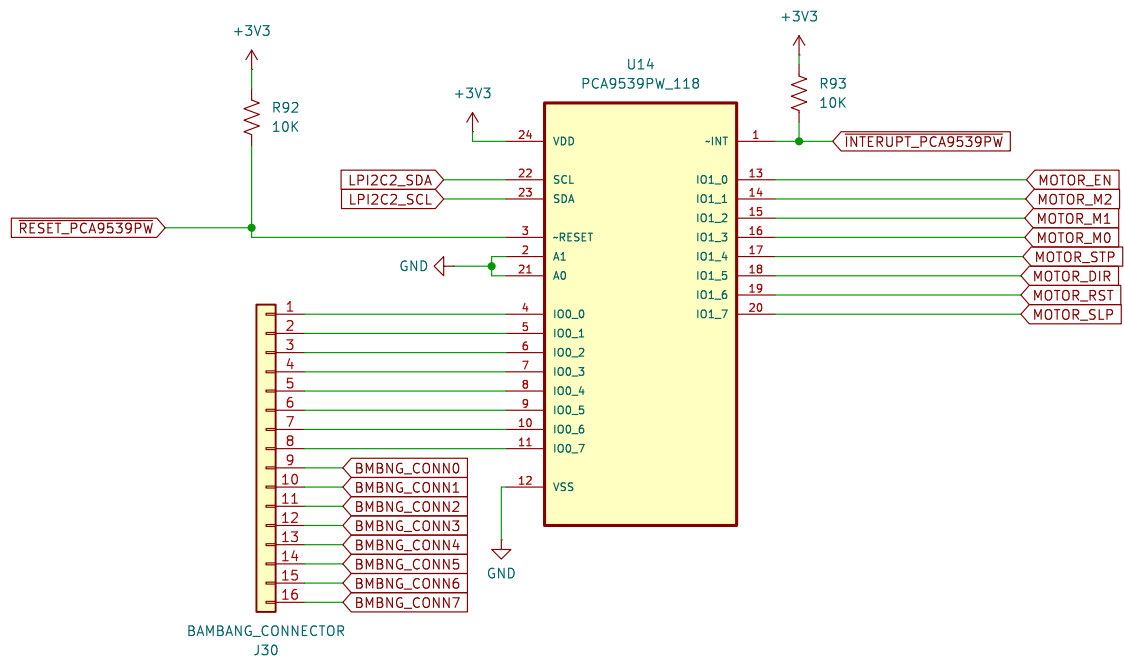 +3V3
+3V3
U14
PCA9539PW_118
+3V3
R92
10K
R93
10K
24 VDD
~INT 1
INTERUPT_PCA9539PW
LPI2C2_SDA 22 SCL
LPI2C2_SCL 23 SDA
RESET_PCA9539PW
3 ~RESET
2 A1
GND
21 A0
IO1_0 13 MOTOR_EN
IO1_1 14 MOTOR_M2
IO1_2 15 MOTOR_M1
IO1_3 16 MOTOR_M0
IO1_4 17 MOTOR_STP
IO1_5 18 MOTOR_DIR
IO1_6 19 MOTOR_RST
IO1_7 20 MOTOR_SLP
1 4 IO0_0
2 5 IO0_1
3 6 IO0_2
4 7 IO0_3
5 8 IO0_4
6 9 IO0_5
7 10 IO0_6
8 11 IO0_7
9 BMBNG_CONN0
10 BMBNG_CONN1
11 BMBNG_CONN2
12 BMBNG_CONN3
13 BMBNG_CONN4
14 BMBNG_CONN5
15 BMBNG_CONN6
16 BMBNG_CONN7
12 VSS
GND
BAMBANG_CONNECTOR
J30